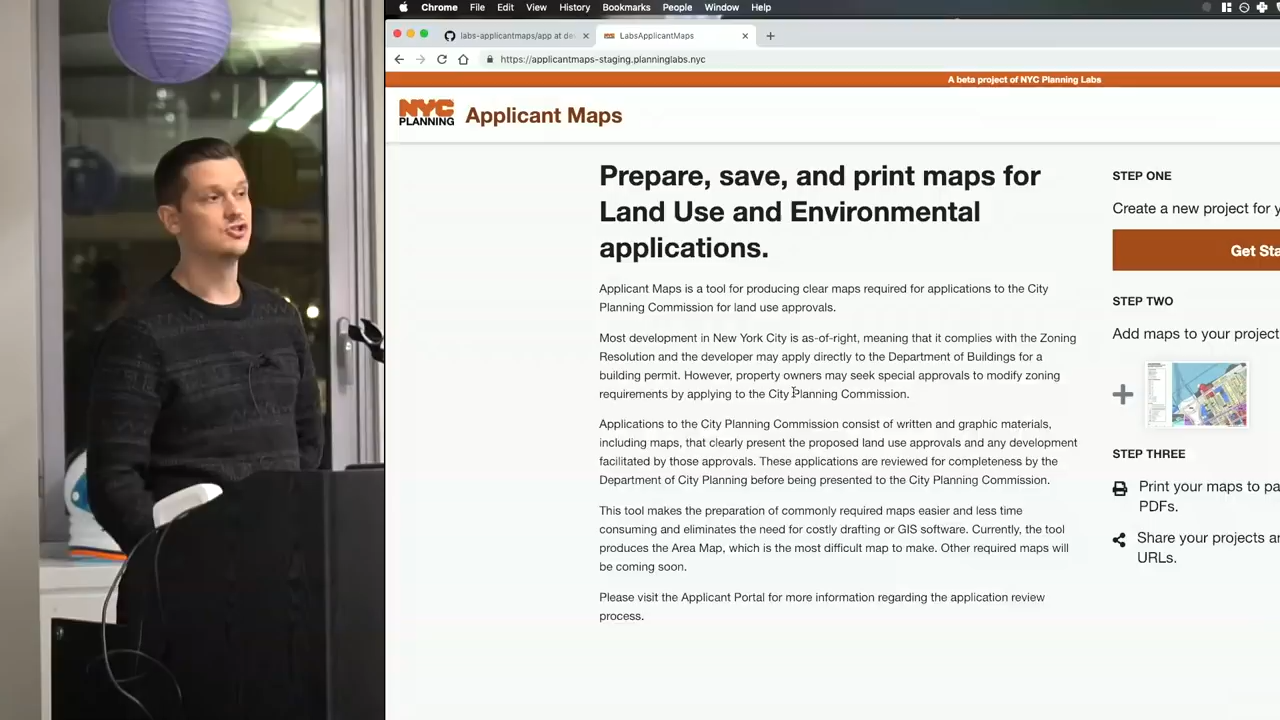 Chrome File Edit View History Bookmarks People Window Help
labs-applicantmaps/app at de
LabsApplicantMaps
https://applicantmaps-staging.planninglabs.nyc
A beta project of NYC Planning Labs
NYC
PLANNING
Applicant Maps
Prepare, save, and print maps for
Land Use and Environmental
applications.
Applicant Maps is a tool for producing clear maps required for applications to the City
Planning Commission for land use approvals.
Most development in New York City is as-of-right, meaning that it complies with the Zoning
Resolution and the developer may apply directly to the Department of Buildings for a
building permit. However, property owners may seek special approvals to modify zoning
requirements by applying to the City Planning Commission.
Applications to the City Planning Commission consist of written and graphic materials,
including maps, that clearly present the proposed land use approvals and any development
facilitated by those approvals. These applications are reviewed for completeness by the
Department of City Planning before being presented to the City Planning Commission.
This tool makes the preparation of commonly required maps easier and less time
consuming and eliminates the need for costly drafting or GIS software. Currently, the tool
produces the Area Map, which is the most difficult map to make. Other required maps will
be coming soon.
Please visit the Applicant Portal for more information regarding the application review
process.
STEP ONE
Create a new project for y
Get Sta
STEP TWO
Add maps to your project
STEP THREE
Print your maps to pa
PDFs.
Share your projects a
URLs.